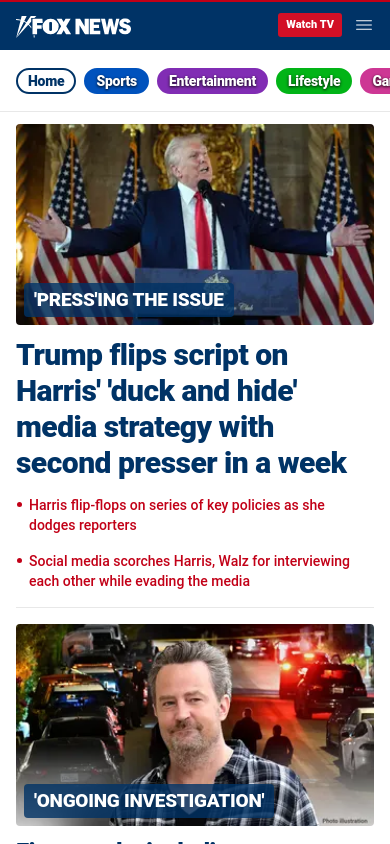 FOX NEWS
Watch TV
Home
Sports
Entertainment
Lifestyle
'PRESS'ING THE ISSUE
Trump flips script on
Harris' 'duck and hide'
media strategy with
second presser in a week
• Harris flip-flops on series of key policies as she
dodges reporters
• Social media scorches Harris, Walz for interviewing
each other while evading the media
'ONGOING INVESTIGATION'
Photo Illustration